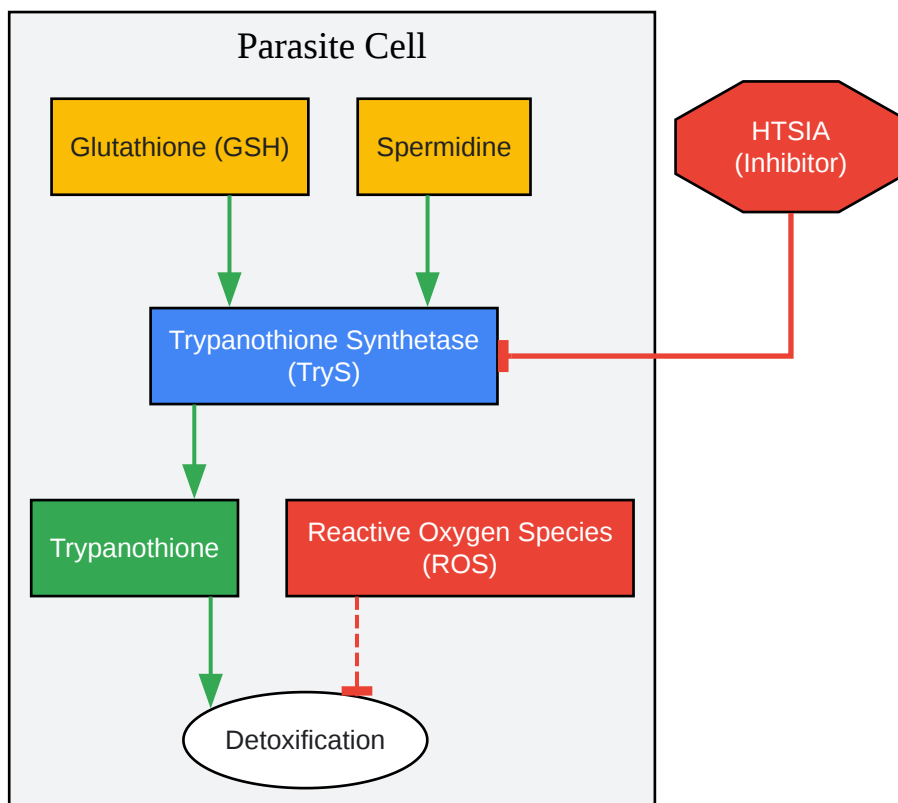 Parasite Cell
Glutathione (GSH)
Spermidine
HTSIA
(Inhibitor)
Trypanothione Synthetase
(TryS)
Trypanothione
Reactive Oxygen Species
(ROS)
Detoxification